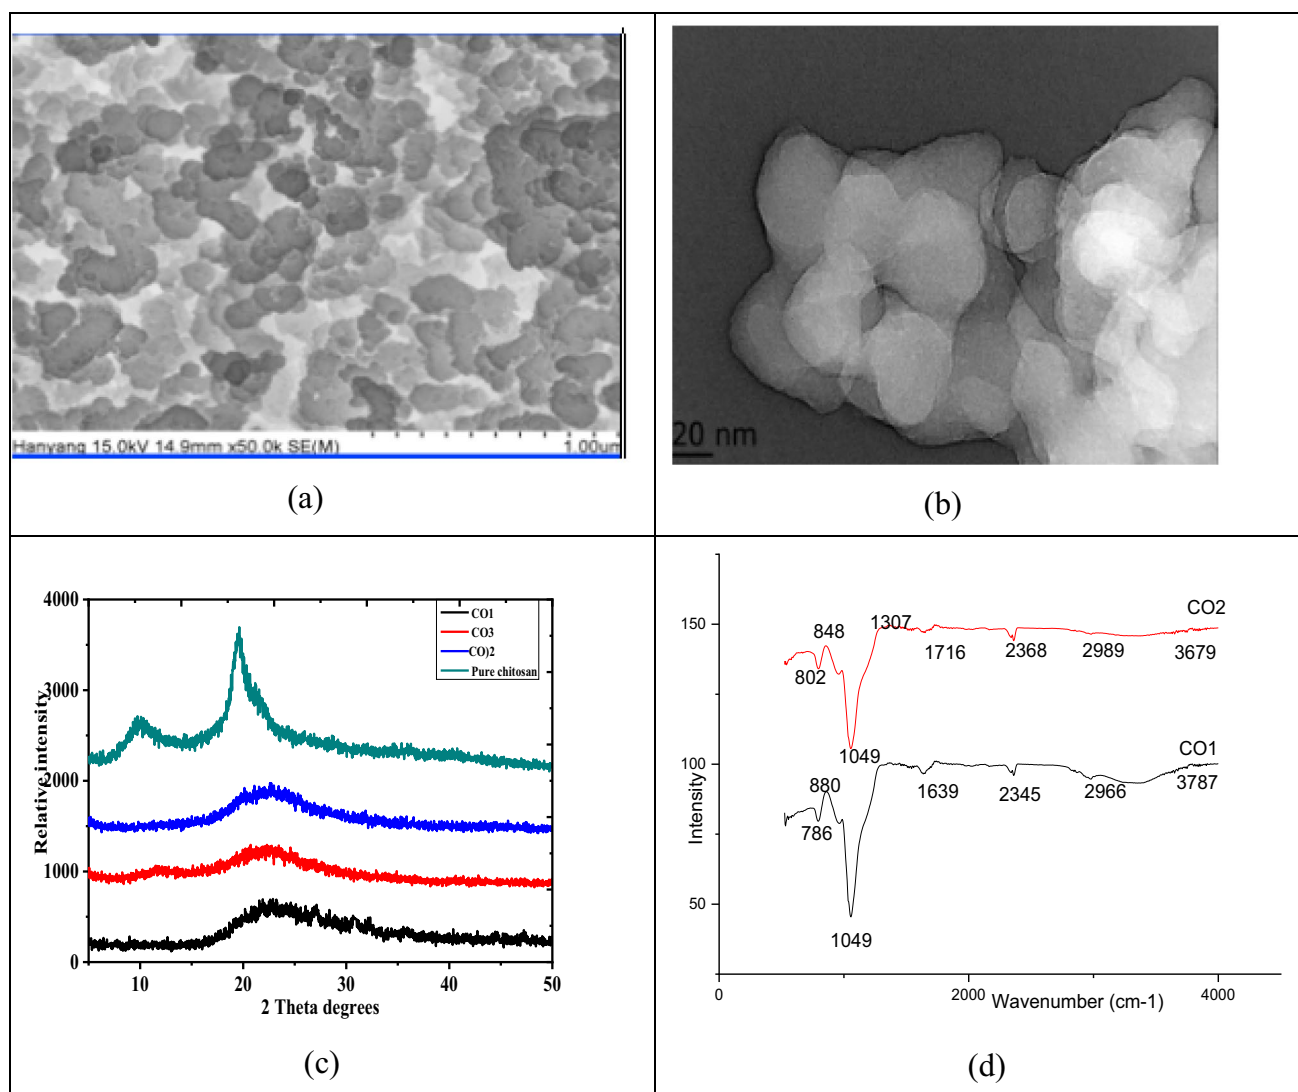 Hanyang 15.0kV 14.9mm x50.0k SE(M)
1.00um
(a)
20 nm
(b)
4000
3000
2000
1000
0
Relative intensity
CO1
CO3
CO)2
Pure chitosan
10
20
30
40
50
2 Theta degrees
(c)
150
100
50
Intensity
CO2
848
1307
802
1716
2368
2989
3679
1049
CO1
880
786
1639
2345
2966
3787
1049
0
2000
4000
Wavenumber (cm-1)
(d)